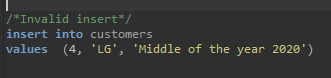 /*Invalid insert*/
insert into customers
values  (4, 'LG', 'Middle of the year 2020')